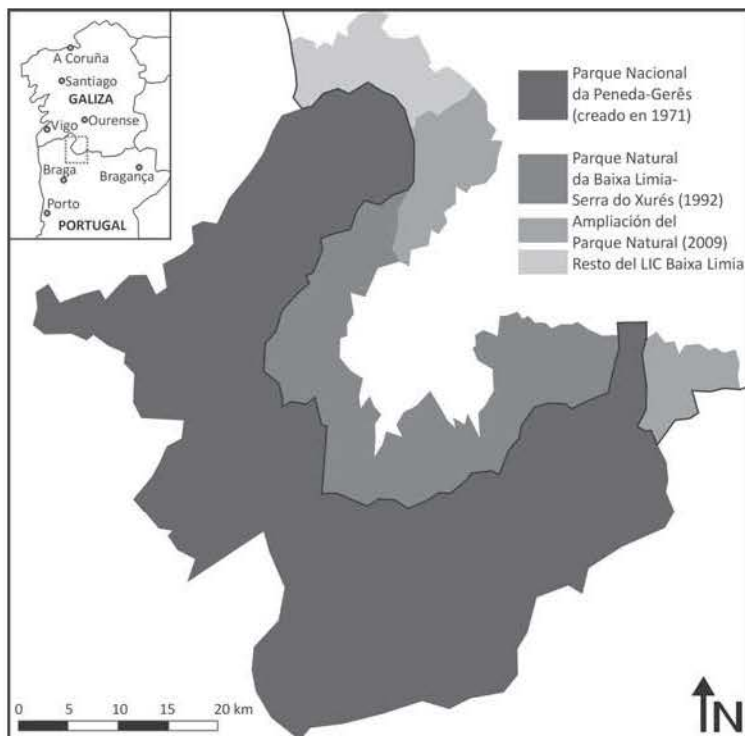 A Coruña
Santiago
GALIZA
Ourense
Vigo
Braga
Bragança
Porto
PORTUGAL
Parque Nacional
da Peneda-Gerês
(creado en 1971)
Parque Natural
da Baixa Limia-
Serra do Xurés (1992)
Ampliación del
Parque Natural (2009)
Resto del LIC Baixa Limia
0 5 10 15 20 km
N